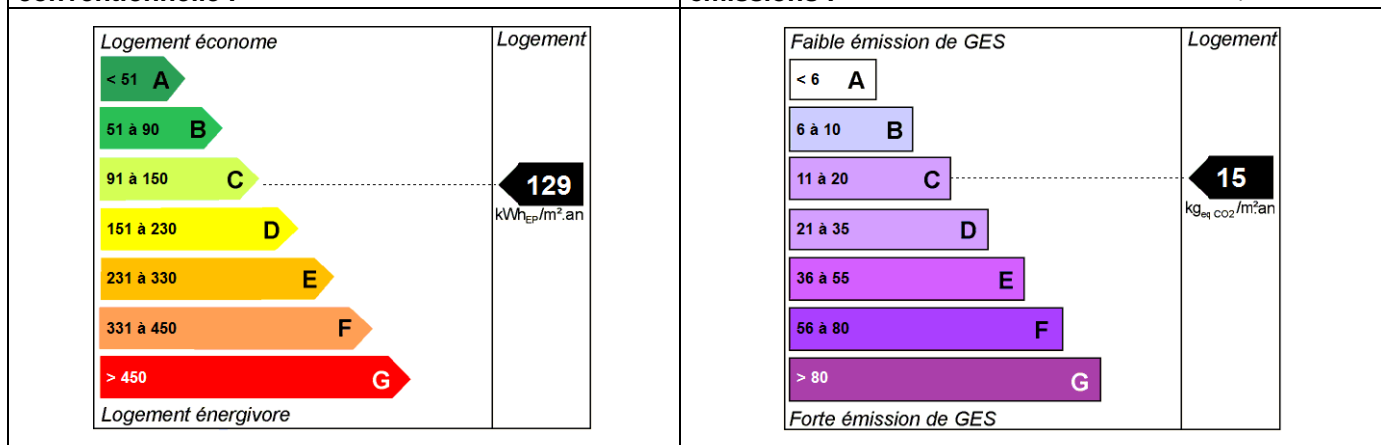 conventionnelle :
émissions :
Logement économe
Logement
< 51 A
51 à 90 B
91 à 150 C
129
kWhEP/m².an
151 à 230 D
231 à 330 E
331 à 450 F
> 450 G
Logement énergivore
Faible émission de GES
Logement
< 6 A
6 à 10 B
11 à 20 C
15
kgeq CO2/m².an
21 à 35 D
36 à 55 E
56 à 80 F
> 80 G
Forte émission de GES